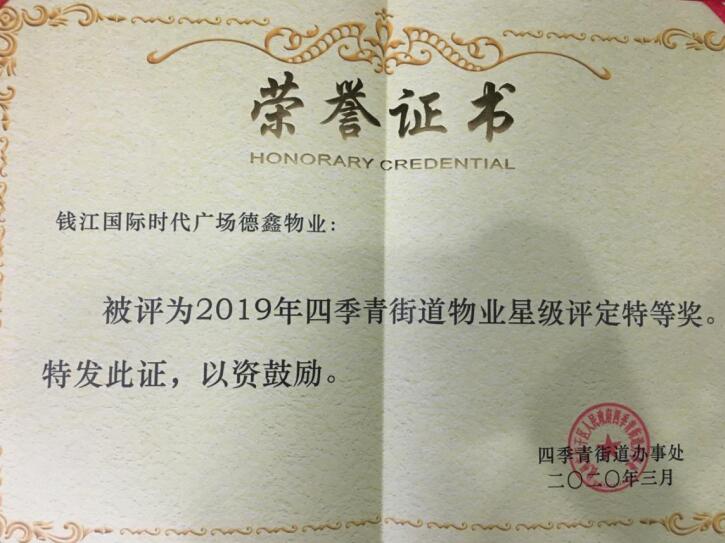 荣誉证书
HONORARY CREDENTIAL
钱江国际时代广场德鑫物业:
被评为2019年四季青街道物业星级评定特等奖。
特发此证，以资鼓励。
四季青街道办事处
二〇二〇年三月